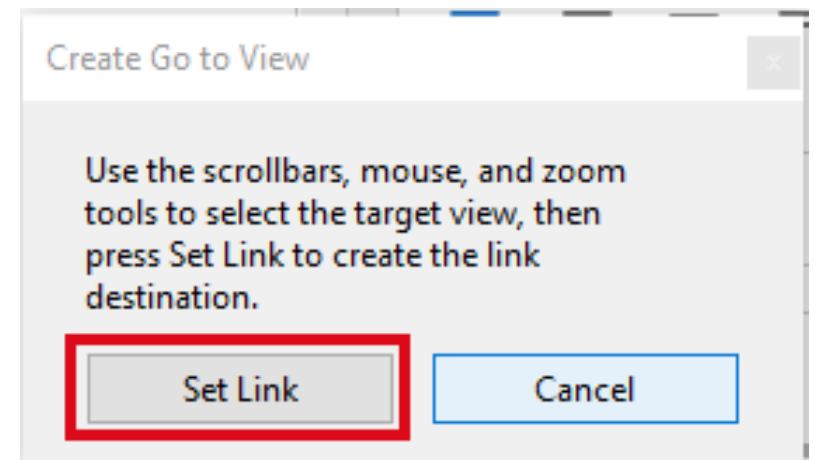 Create Go to View
x
Use the scrollbars, mouse, and zoom
tools to select the target view, then
press Set Link to create the link
destination.
Set Link
Cancel